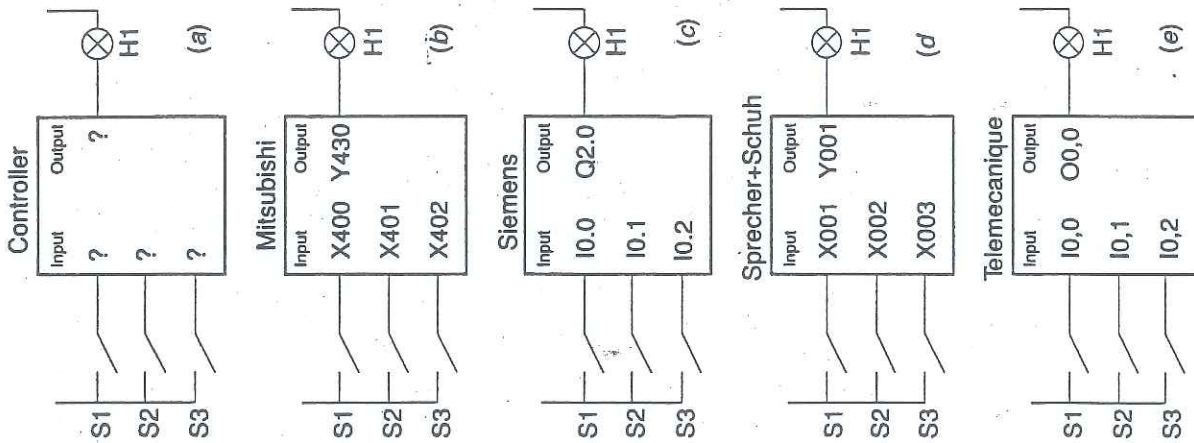 Controller
Input Output
S1 ? ? H1
S2 ?
S3 ?
(a)
Mitsubishi
Input Output
S1 X400 Y430 H1
S2 X401
S3 X402
(b)
Siemens
Input Output
S1 I0.0 Q2.0 H1
S2 I0.1
S3 I0.2
(c)
Sprecher+Schuh
Input Output
S1 X001 Y001 H1
S2 X002
S3 X003
(d
Telemecanique
Input Output
S1 I0,0 O0,0 H1
S2 I0,1
S3 I0,2
(e)